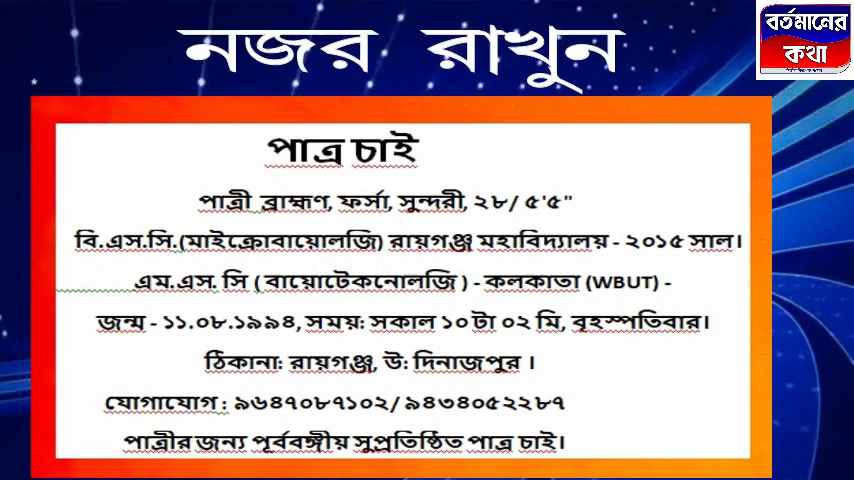 নজর রাখুন
বর্তমানের
কথা
পাত্র চাই
পাত্রী ব্রাহ্মণ, ফর্সা, সুন্দরী, ২৮/ ৫'৫"
বি.এস.সি.(মাইক্রোবায়োলজি) রায়গঞ্জ মহাবিদ্যালয় - ২০১৫ সাল।
এম.এস. সি ( বায়োটেকনোলজি ) - কলকাতা (WBUT) -
জন্ম - ১১.০৮.১৯৯৪, সময়: সকাল ১০ টা ০২ মি, বৃহস্পতিবার।
ঠিকানা: রায়গঞ্জ, উ: দিনাজপুর ।
যোগাযোগ : ৯৬৪৭০৮৭১০২/ ৯৪৩৪০৫২২৮৭
পাত্রীর জন্য পূর্ববঙ্গীয় সুপ্রতিষ্ঠিত পাত্র চাই।